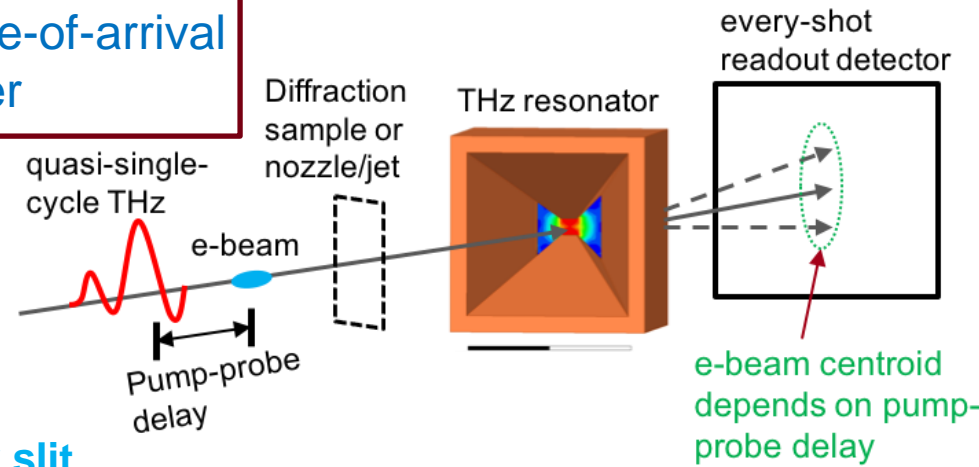 e-of-arrival
er
quasi-single-
cycle THz
e-beam
Pump-probe
delay
Diffraction
sample or
nozzle/jet
THz resonator
every-shot
readout detector
e-beam centroid
depends on pump-
probe delay
slit